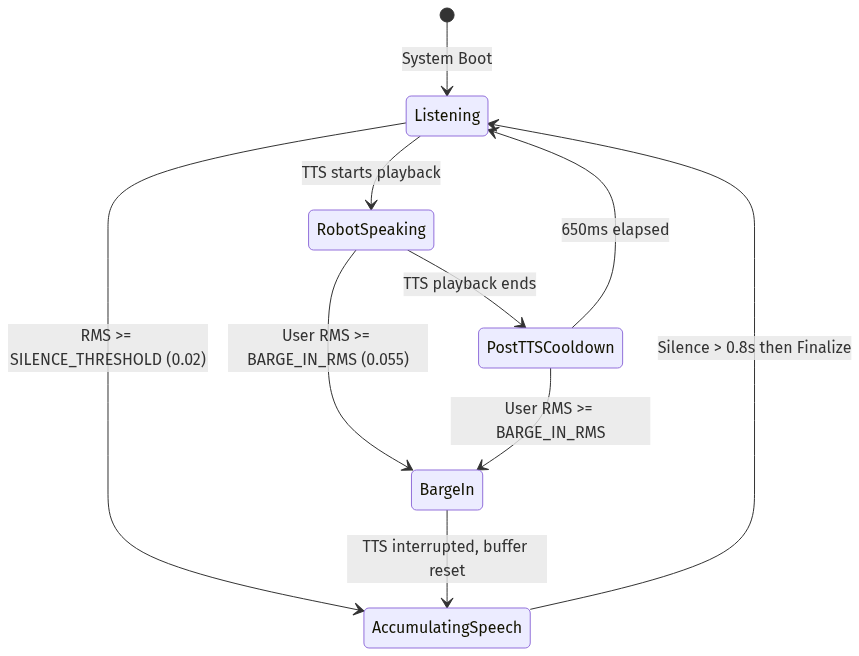 System Boot
Listening
TTS starts playback
RobotSpeaking
650ms elapsed
TTS playback ends
RMS >=
SILENCE_THRESHOLD (0.02)
User RMS >=
BARGE_IN_RMS (0.055)
PostTTSCooldown
Silence > 0.8s then Finalize
User RMS >=
BARGE_IN_RMS
BargeIn
TTS interrupted, buffer
reset
AccumulatingSpeech